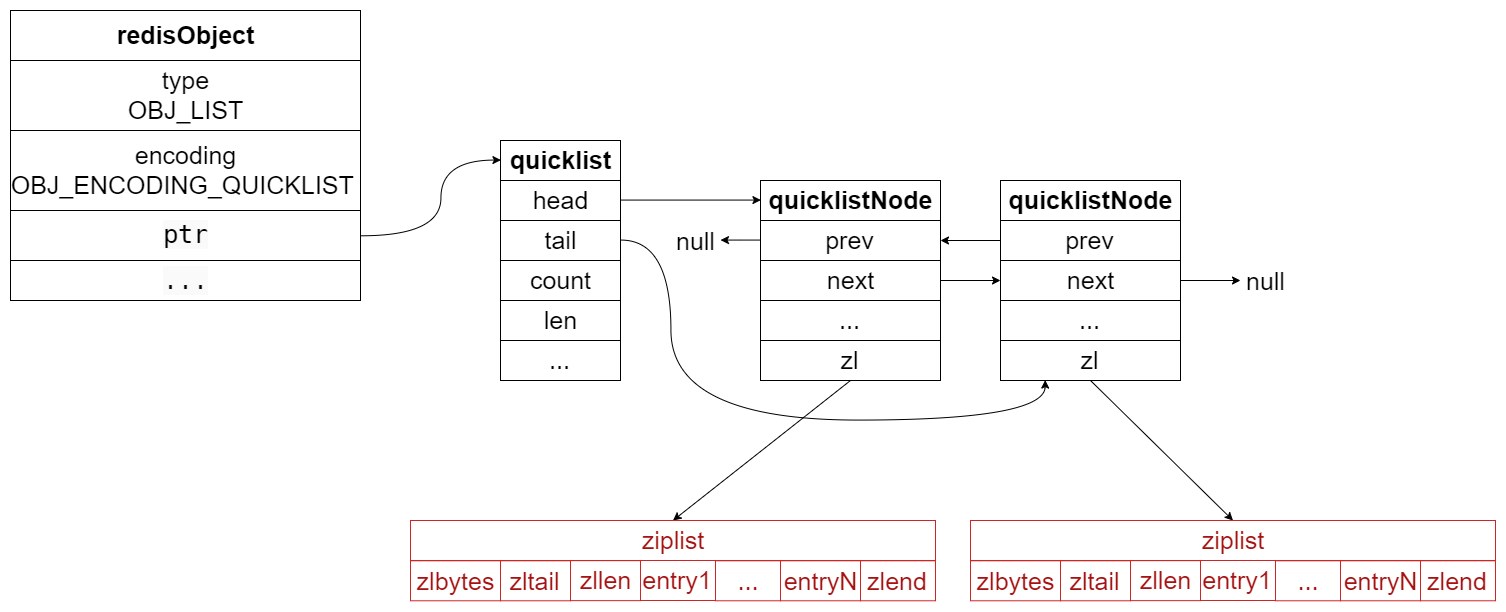 redisObject
type
OBJ_LIST
encoding
OBJ_ENCODING_QUICKLIST
ptr
...
quicklist
head
tail
count
len
...
null
quicklistNode
prev
next
...
zl
quicklistNode
prev
next
...
zl
null
ziplist
zlbytes zltail zllen entry1 ... entryN zlend
ziplist
zlbytes zltail zllen entry1 ... entryN zlend